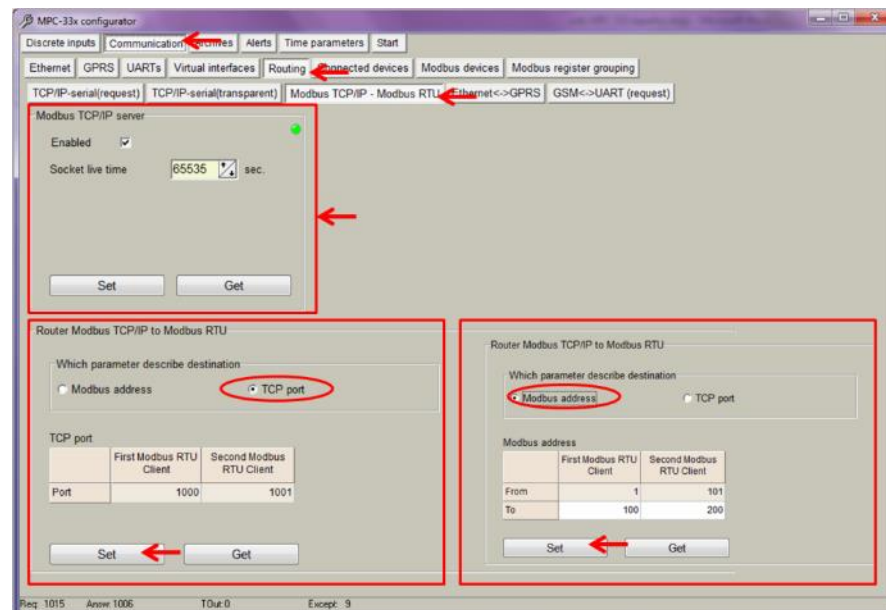 MPC-33x configurator
Discrete inputs Communication Archives Alerts Time parameters Start
Ethernet GPRS UARTs Virtual interfaces Routing Connected devices Modbus devices Modbus register grouping
TCP/IP-serial(request) TCP/IP-serial(transparent) Modbus TCP/IP - Modbus RTU Ethernet<->GPRS GSM<->UART (request)
Modbus TCP/IP server
Enabled
Socket live time 65535 sec.
Set Get
Router Modbus TCP/IP to Modbus RTU
Which parameter describe destination
Modbus address TCP port
TCP port
First Modbus RTU Second Modbus
Client RTU Client
Port 1000 1001
Set Get
Router Modbus TCP/IP to Modbus RTU
Which parameter describe destination
Modbus address TCP port
Modbus address
First Modbus RTU Second Modbus
Client RTU Client
From 1 101
To 100 200
Set Get
Req: 1015 Answ: 1006 TOut: 0 Except: 9